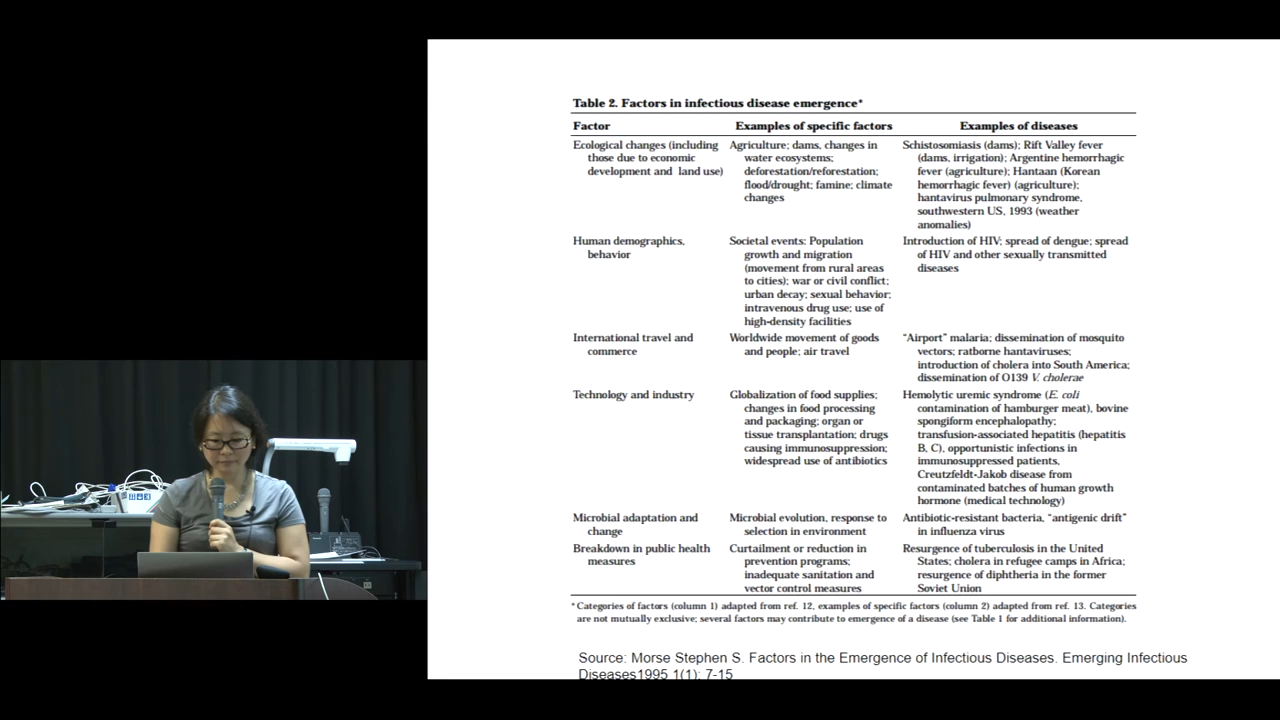 Table 2. Factors in infectious disease emergence*
Factor Examples of specific factors Examples of diseases
Ecological changes (including
those due to economic
development and land use)
Agriculture; dams, changes in
water ecosystems;
deforestation/reforestation;
flood/drought; famine; climate
changes
Schistosomiasis (dams); Rift Valley fever
(dams, irrigation); Argentine hemorrhagic
fever (agriculture); Hantaan (Korean
hemorrhagic fever) (agriculture);
hantavirus pulmonary syndrome,
southwestern US, 1993 (weather
anomalies)
Human demographics,
behavior
Societal events: Population
growth and migration
(movement from rural areas
to cities); war or civil conflict;
urban decay; sexual behavior;
intravenous drug use; use of
high-density facilities
Introduction of HIV; spread of dengue; spread
of HIV and other sexually transmitted
diseases
International travel and
commerce
Worldwide movement of goods
and people; air travel
“Airport” malaria; dissemination of mosquito
vectors; ratborne hantaviruses;
introduction of cholera into South America;
dissemination of O139 V. cholerae
Technology and industry
Globalization of food supplies;
changes in food processing
and packaging; organ or
tissue transplantation; drugs
causing immunosuppression;
widespread use of antibiotics
Hemolytic uremic syndrome (E. coli
contamination of hamburger meat), bovine
spongiform encephalopathy;
transfusion-associated hepatitis (hepatitis
B, C), opportunistic infections in
immunosuppressed patients,
Creutzfeldt-Jakob disease from
contaminated batches of human growth
hormone (medical technology)
Microbial adaptation and
change
Microbial evolution, response to
selection in environment
Antibiotic-resistant bacteria, “antigenic drift”
in influenza virus
Breakdown in public health
measures
Curtailment or reduction in
prevention programs;
inadequate sanitation and
vector control measures
Resurgence of tuberculosis in the United
States; cholera in refugee camps in Africa;
resurgence of diphtheria in the former
Soviet Union
* Categories of factors (column 1) adapted from ref. 12, examples of specific factors (column 2) adapted from ref. 13. Categories
are not mutually exclusive; several factors may contribute to emergence of a disease (see Table 1 for additional information).
Source: Morse Stephen S. Factors in the Emergence of Infectious Diseases. Emerging Infectious
Diseases1995 1(1): 7-15